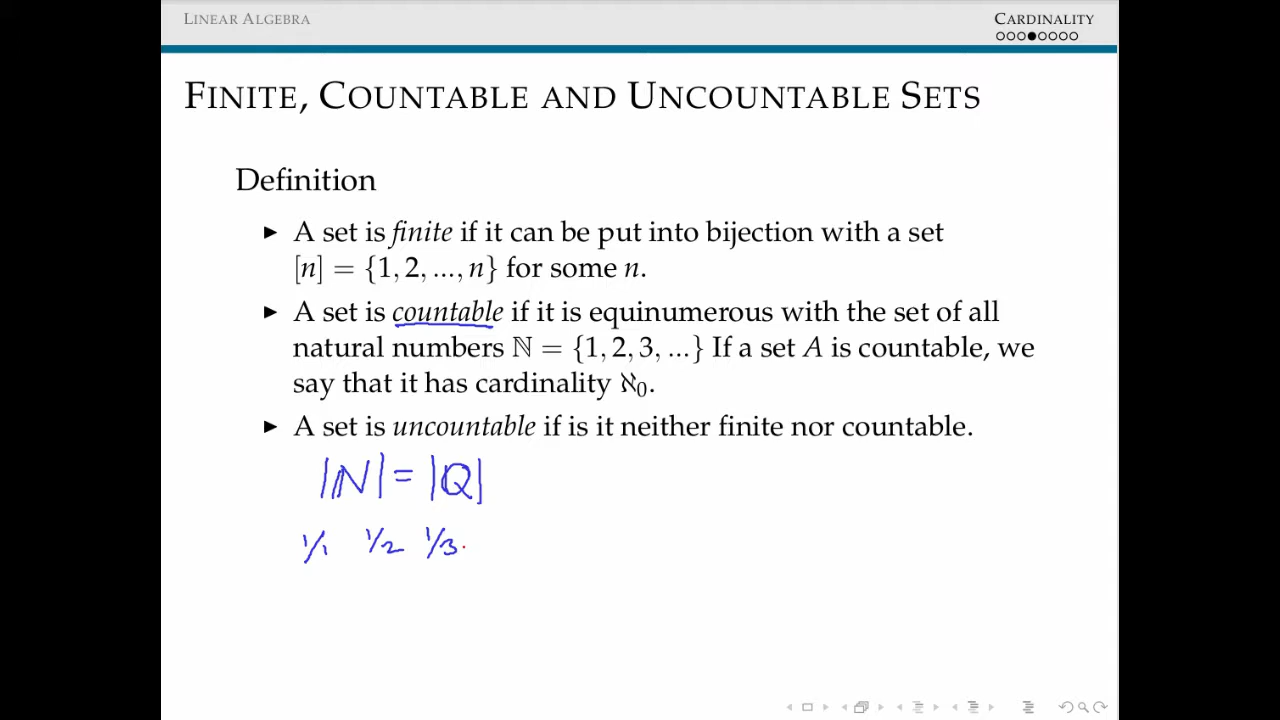 LINEAR ALGEBRA
CARDINALITY
FINITE, COUNTABLE AND UNCOUNTABLE SETS
Definition
▶ A set is finite if it can be put into bijection with a set
[n] = {1, 2, ..., n} for some n.
▶ A set is countable if it is equinumerous with the set of all
natural numbers ℕ = {1, 2, 3, ...} If a set A is countable, we
say that it has cardinality ℵ₀.
▶ A set is uncountable if is it neither finite nor countable.
|ℕ| = |ℚ|
1/1 1/2 1/3